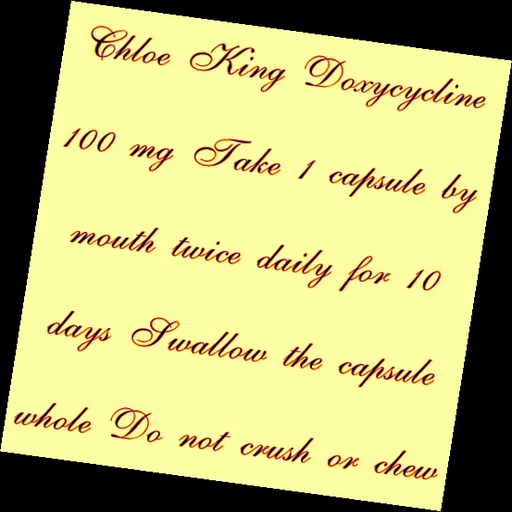 Chloe King Doxycycline
100 mg Take 1 capsule by
mouth twice daily for 10
days Swallow the capsule
whole Do not crush or chew